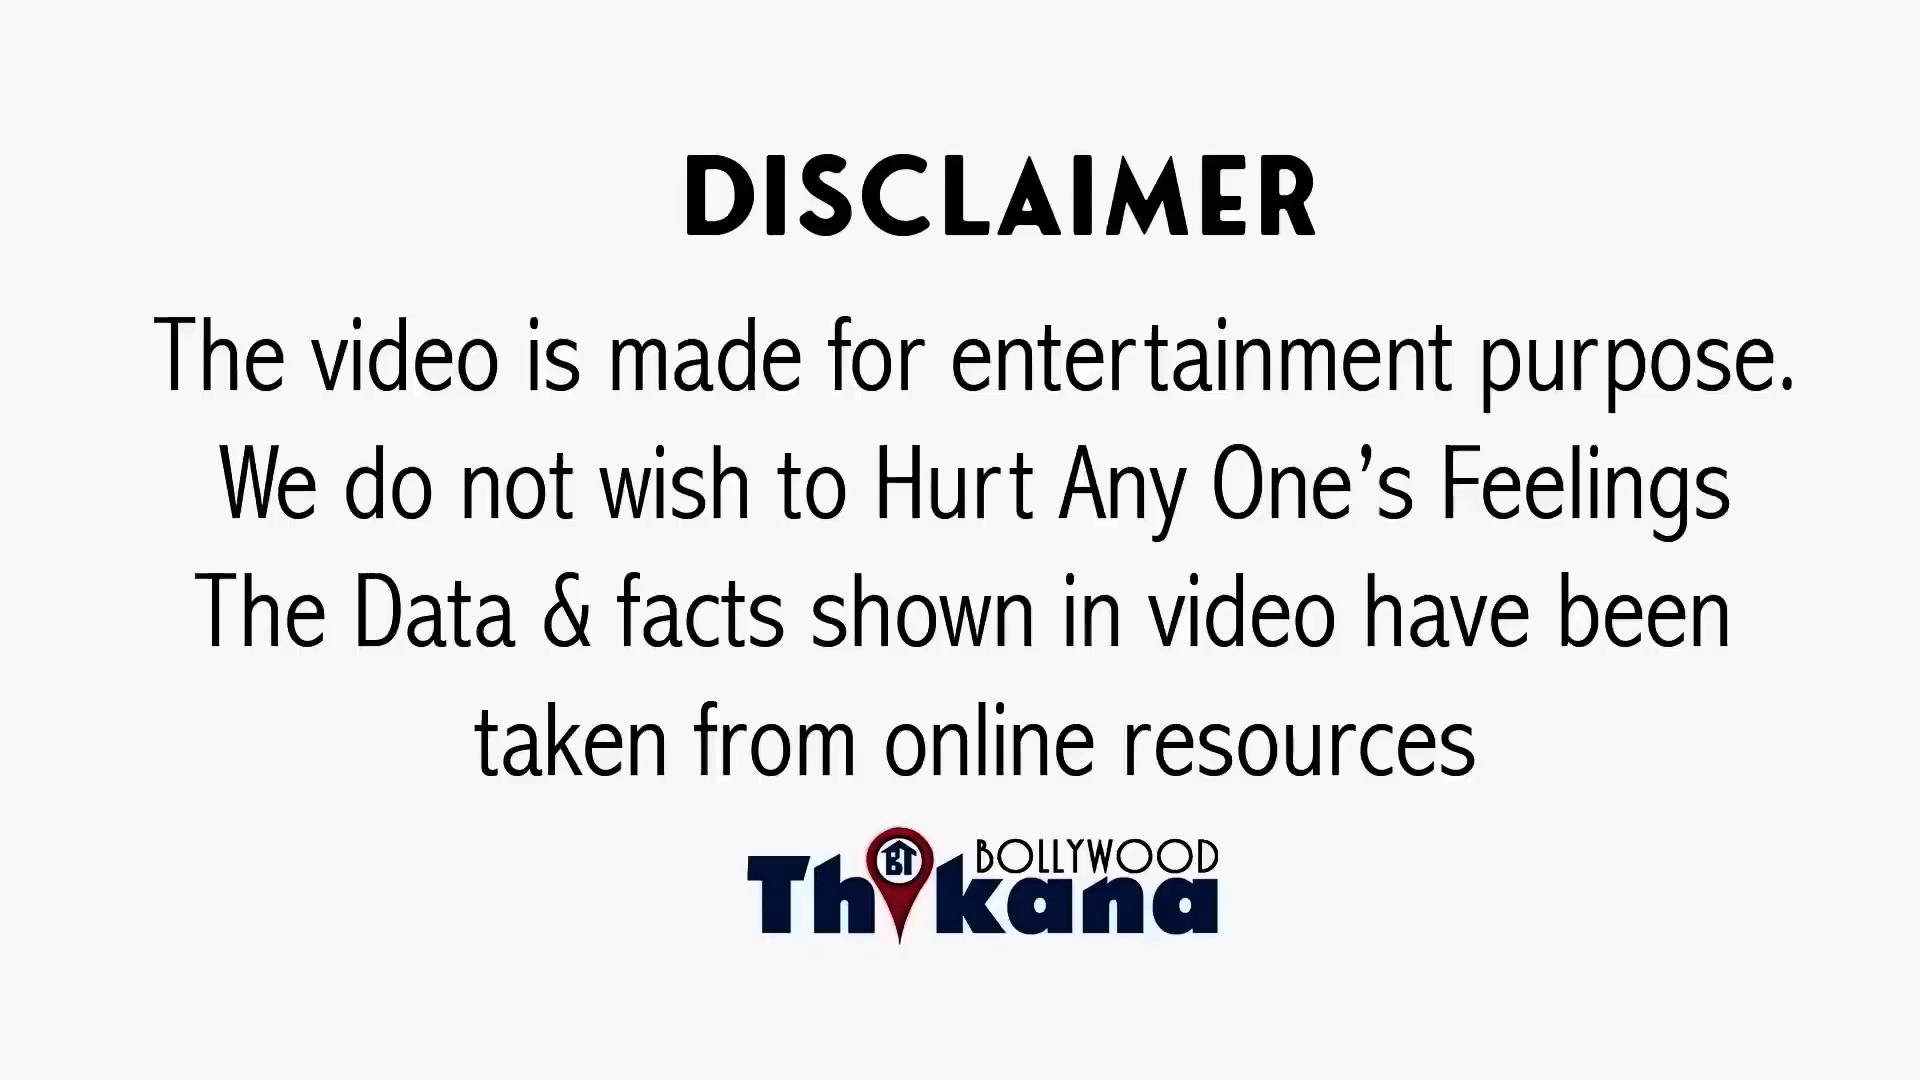 DISCLAIMER
The video is made for entertainment purpose.
We do not wish to Hurt Any One’s Feelings
The Data & facts shown in video have been
taken from online resources
BOLLYWOOD
BT
Thikana